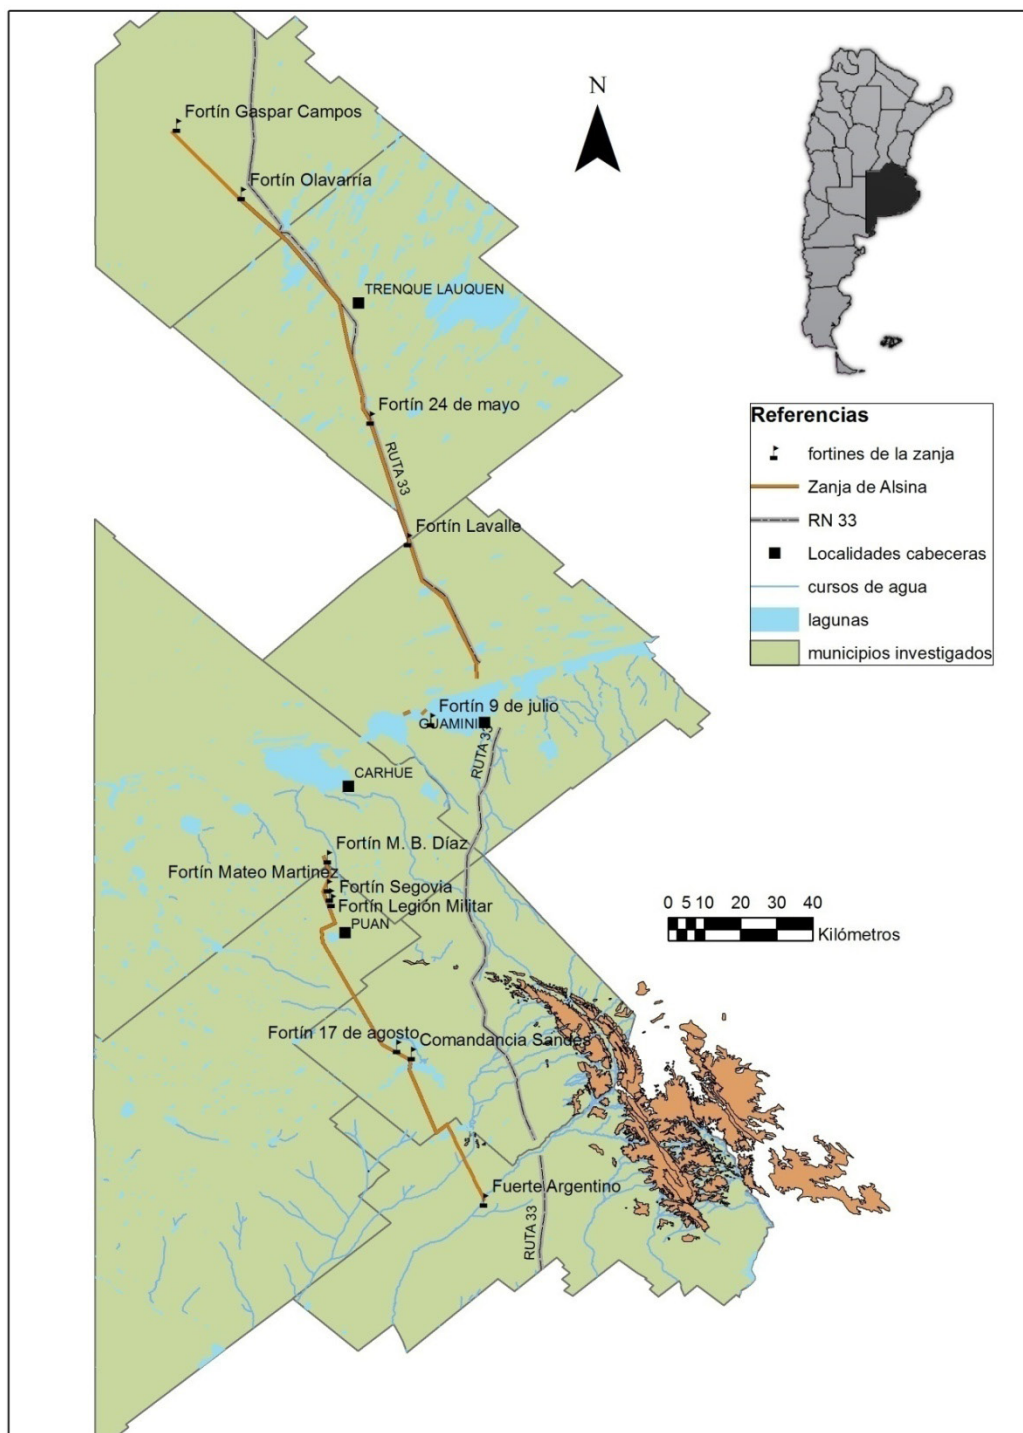 N
Fortín Gaspar Campos
Fortín Olavarría
TRENQUE LAUQUEN
Fortín 24 de mayo
RUTA 33
Fortín Lavalle
Referencias
fortines de la zanja
Zanja de Alsina
RN 33
Localidades cabeceras
cursos de agua
lagunas
municipios investigados
Fortín 9 de julio
GUAMINI
RUTA 33
CARHUE
Fortín M. B. Díaz
Fortín Mateo Martinez
Fortín Segovia
Fortín Legión Militar
PUAN
0 5 10 20 30 40
Kilómetros
Fortín 17 de agosto
Comandancia Sandes
Fuerte Argentino
RUTA 33